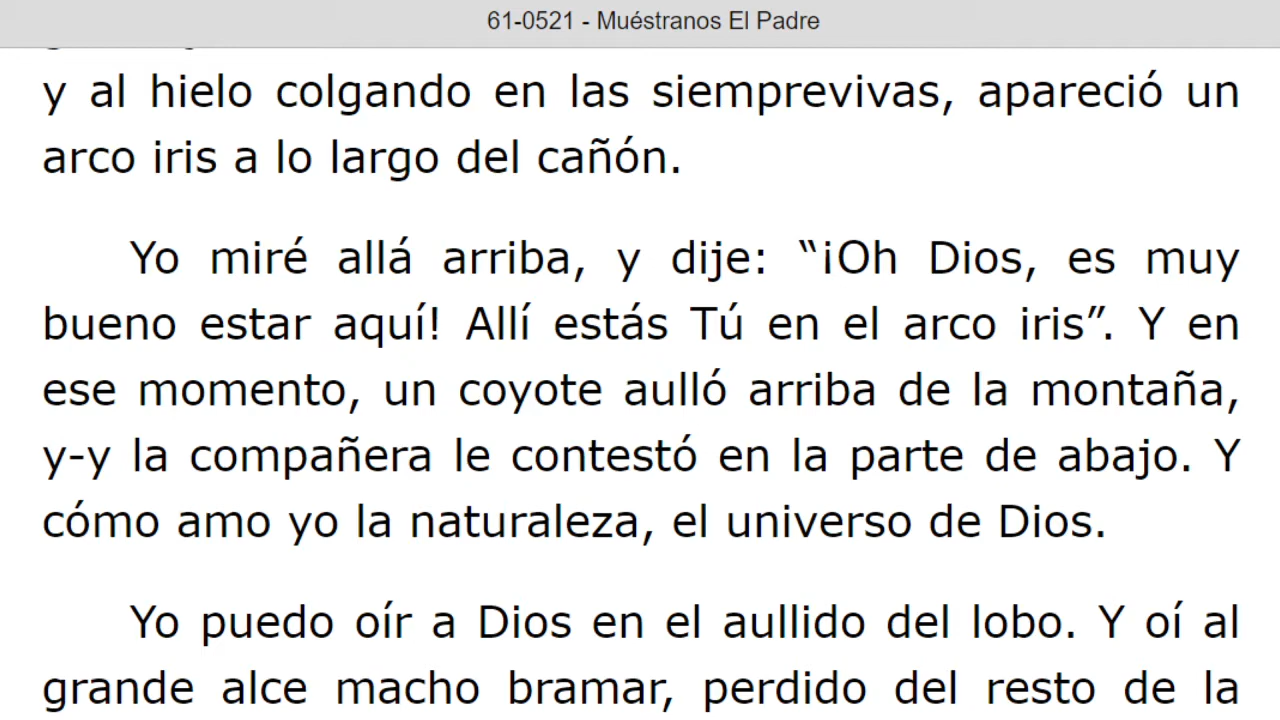 61-0521 - Muéstranos El Padre
y al hielo colgando en las siemprevivas, apareció un
arco iris a lo largo del cañón.
Yo miré allá arriba, y dije: “¡Oh Dios, es muy
bueno estar aquí! Allí estás Tú en el arco iris”. Y en
ese momento, un coyote aulló arriba de la montaña,
y-y la compañera le contestó en la parte de abajo. Y
cómo amo yo la naturaleza, el universo de Dios.
Yo puedo oír a Dios en el aullido del lobo. Y oí al
grande alce macho bramar, perdido del resto de la